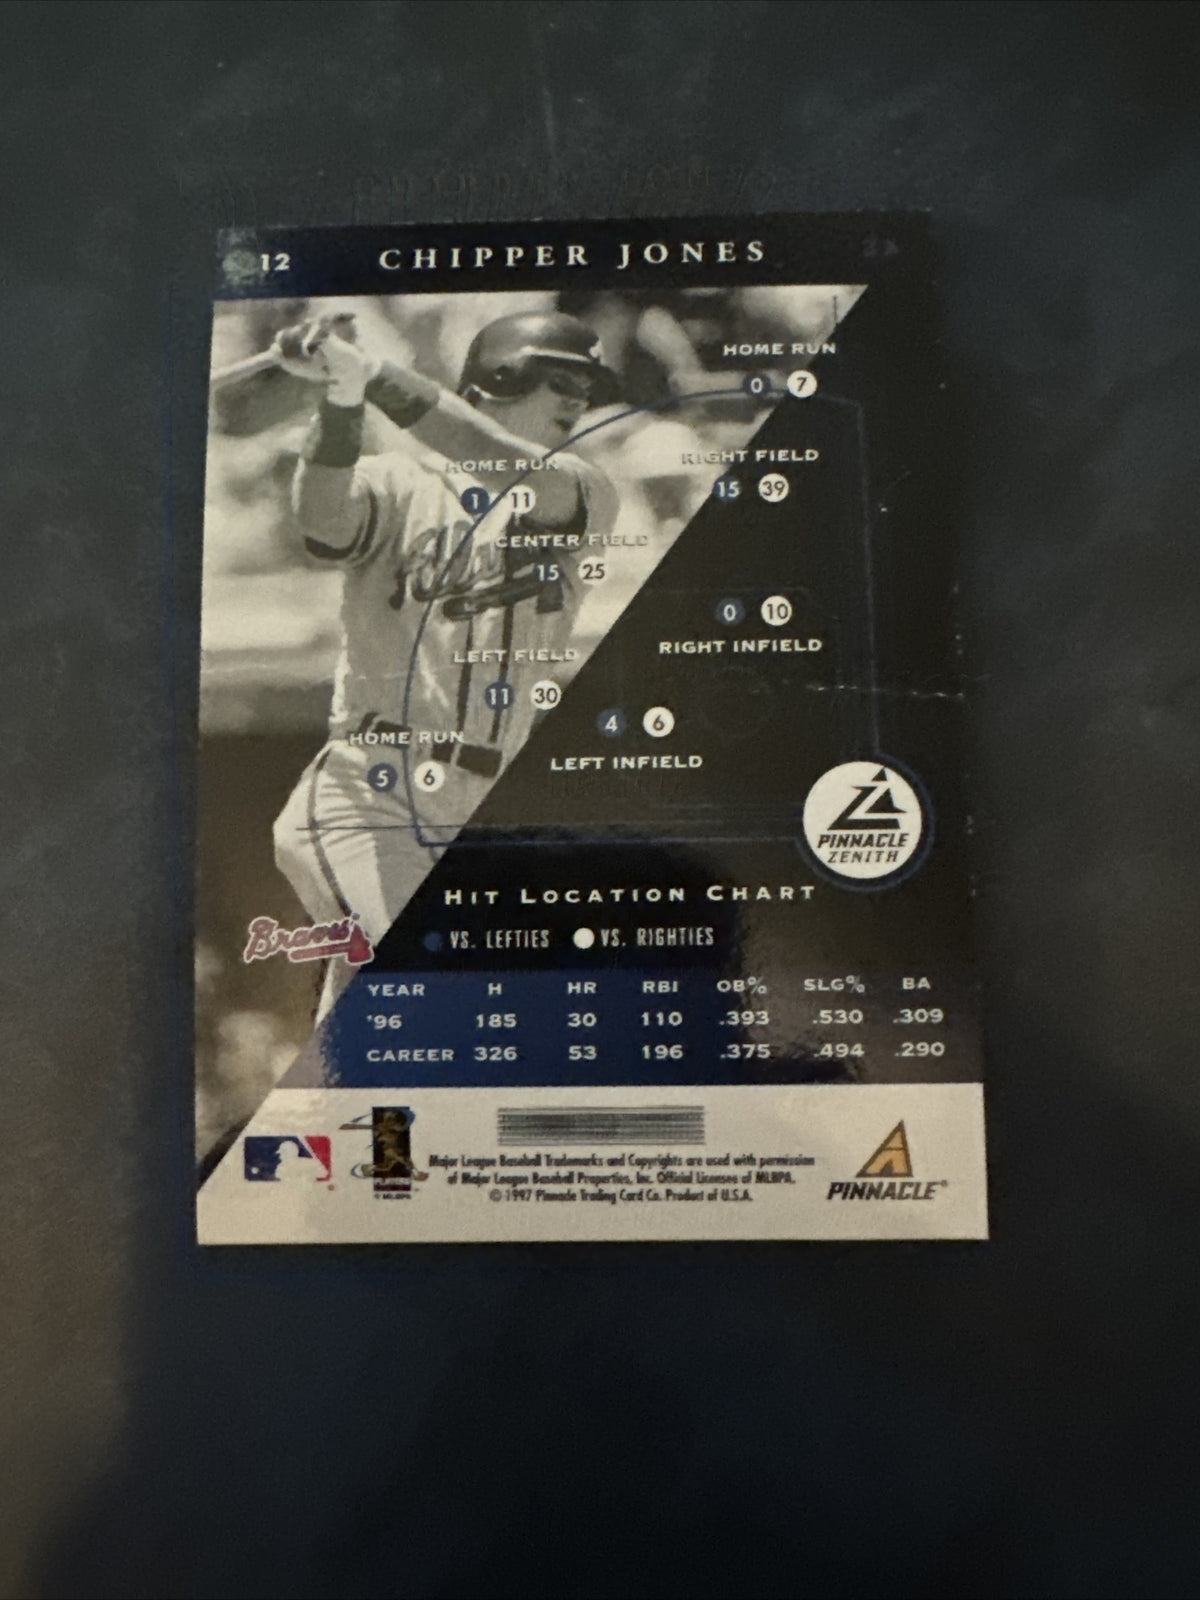 12 CHIPPER JONES
HOME RUN
0 7
RIGHT FIELD
15 39
HOME RUN
1 11
CENTER FIELD
15 25
0 10
RIGHT INFIELD
LEFT FIELD
11 30
4 6
LEFT INFIELD
HOME RUN
5 6
PINNACLE
ZENITH
HIT LOCATION CHART
VS. LEFTIES VS. RIGHTIES
Braves
YEAR H HR RBI OB% SLG% BA
'96 185 30 110 .393 .530 .309
CAREER 326 53 196 .375 .494 .290
Major League Baseball Trademarks and Copyrights are used with permission
of Major League Baseball Properties, Inc. Official Licensee of MLBPA.
© 1997 Pinnacle Trading Card Co. Product of U.S.A.
© MLBPA
PINNACLE®